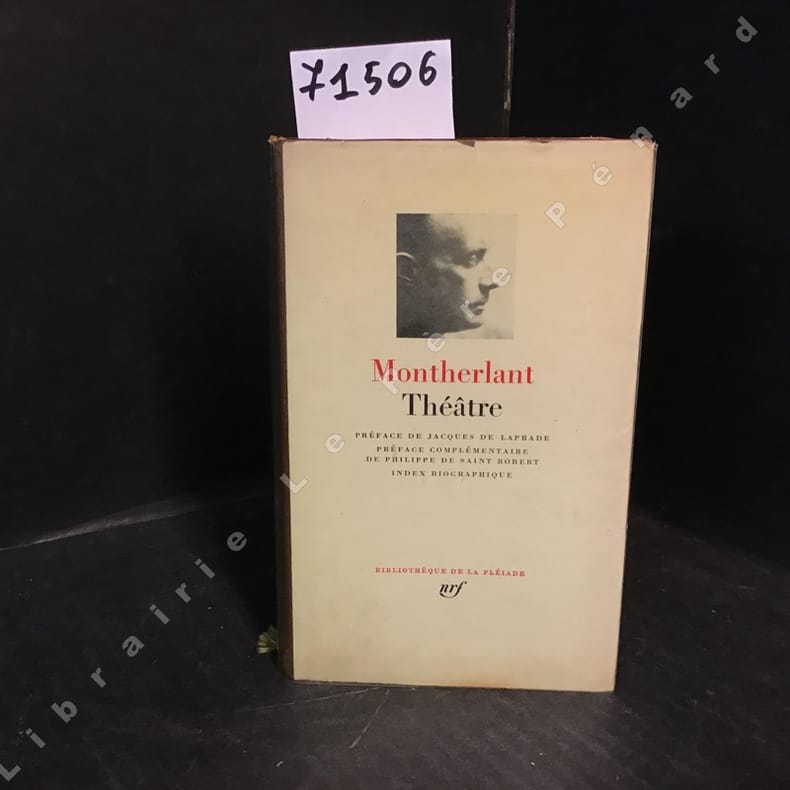 71506
Montherlant
Théâtre
PRÉFACE DE JACQUES DE LAPRADE
PRÉFACE COMPLÉMENTAIRE
DE PHILIPPE DE SAINT ROBERT
INDEX BIOGRAPHIQUE
BIBLIOTHÈQUE DE LA PLÉIADE
nrf
Librairie Le Père Pénard